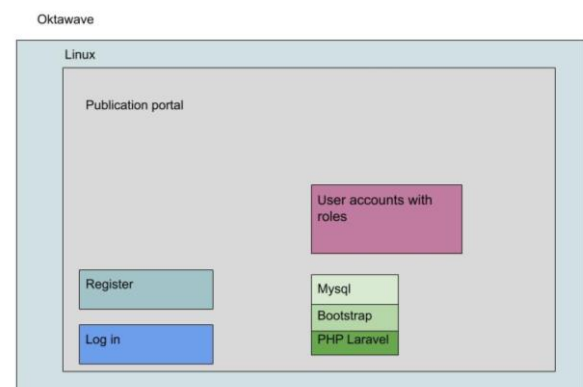 Oktawave
Linux
Publication portal
User accounts with
roles
Register
Mysql
Bootstrap
Log in
PHP Laravel